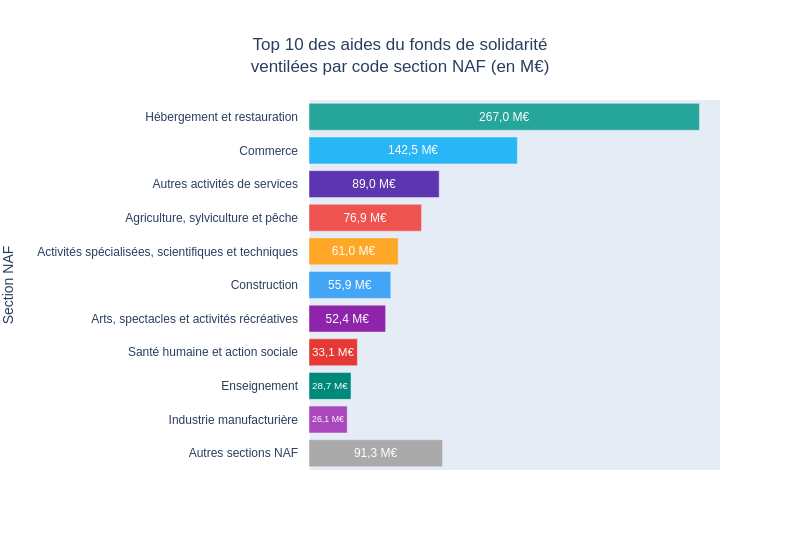 Top 10 des aides du fonds de solidarité
ventilées par code section NAF (en M€)
Section NAF
Hébergement et restauration 267,0 M€
Commerce 142,5 M€
Autres activités de services 89,0 M€
Agriculture, sylviculture et pêche 76,9 M€
Activités spécialisées, scientifiques et techniques 61,0 M€
Construction 55,9 M€
Arts, spectacles et activités récréatives 52,4 M€
Santé humaine et action sociale 33,1 M€
Enseignement 28,7 M€
Industrie manufacturière 26,1 M€
Autres sections NAF 91,3 M€